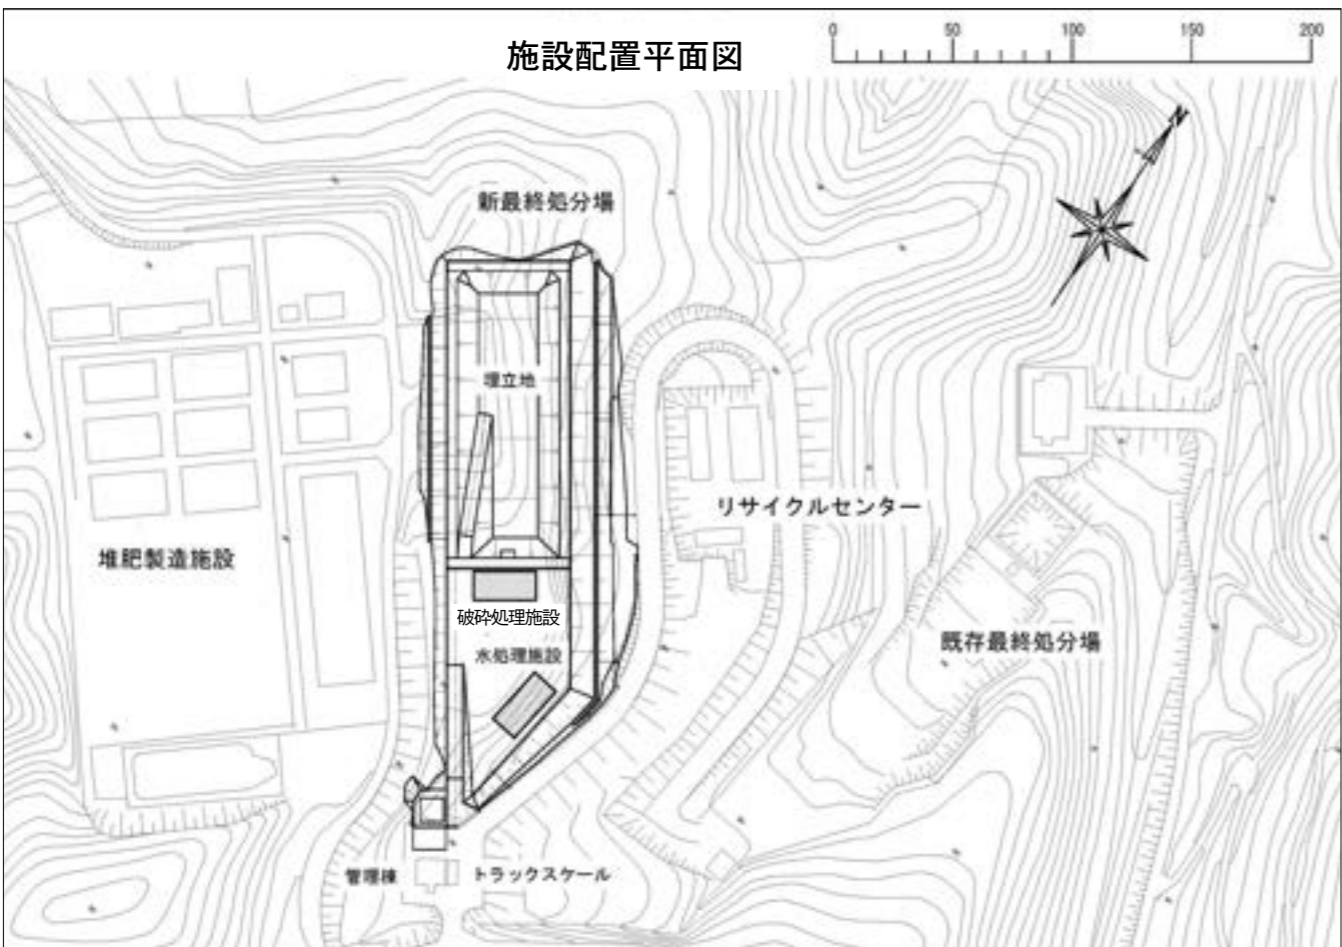 施設配置平面図
0 50 100 150 200
N
新最終処分場
埋立地
リサイクルセンター
堆肥製造施設
破砕処理施設
水処理施設
既存最終処分場
管理棟
トラックスケール